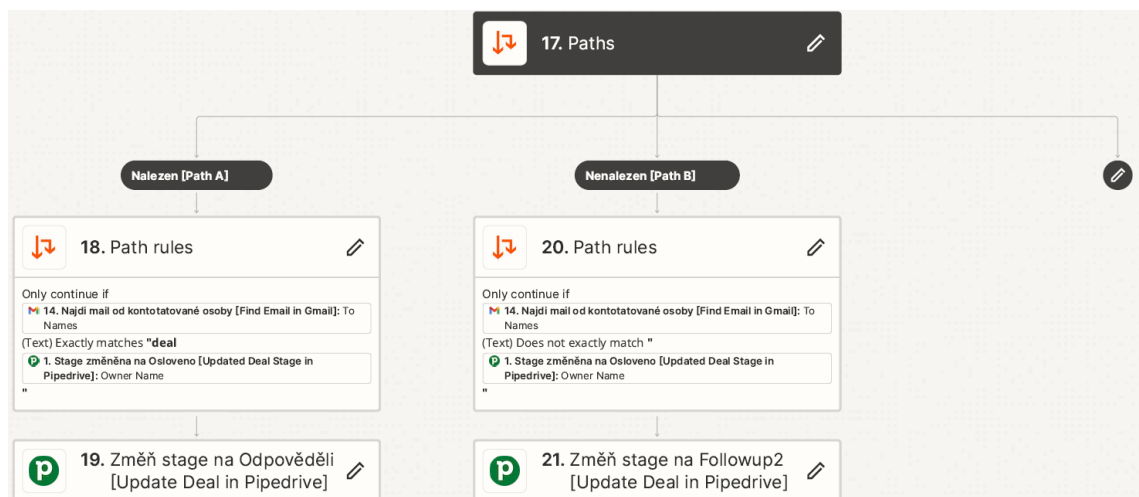 17. Paths
Nalezen [Path A]
Nenalezen [Path B]
18. Path rules
Only continue if
14. Najdi mail od kontotatované osoby [Find Email in Gmail]: To
Names
(Text) Exactly matches "deal
1. Stage změněna na Osloveno [Updated Deal Stage in
Pipedrive]: Owner Name
"
20. Path rules
Only continue if
14. Najdi mail od kontotatované osoby [Find Email in Gmail]: To
Names
(Text) Does not exactly match "
1. Stage změněna na Osloveno [Updated Deal Stage in
Pipedrive]: Owner Name
"
19. Změň stage na Odpověděli
[Update Deal in Pipedrive]
21. Změň stage na Followup2
[Update Deal in Pipedrive]